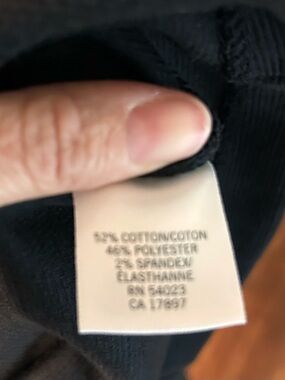 52% COTTON/COTON
46% POLYESTER
2% SPANDEX/
ÉLASTHANNE
RN 54023
CA 17897